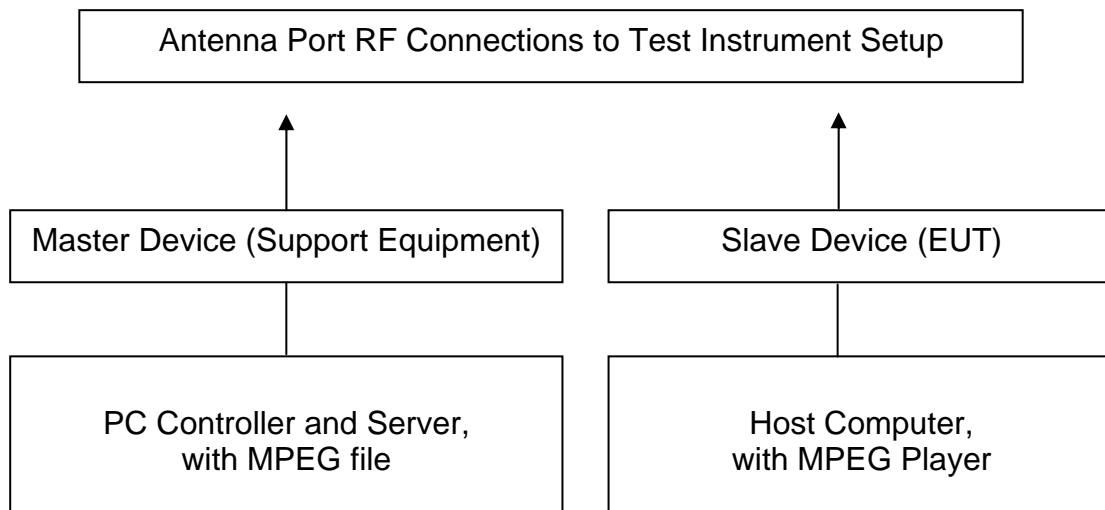 Antenna Port RF Connections to Test Instrument Setup
Master Device (Support Equipment)
Slave Device (EUT)
PC Controller and Server,
with MPEG file
Host Computer,
with MPEG Player